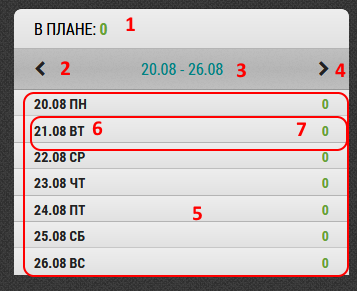 В ПЛАНЕ: 0 1
2 20.08 - 26.08 3 4
20.08 ПН 0
21.08 ВТ 6 7 0
22.08 СР 0
23.08 ЧТ 0
24.08 ПТ 5 0
25.08 СБ 0
26.08 ВС 0